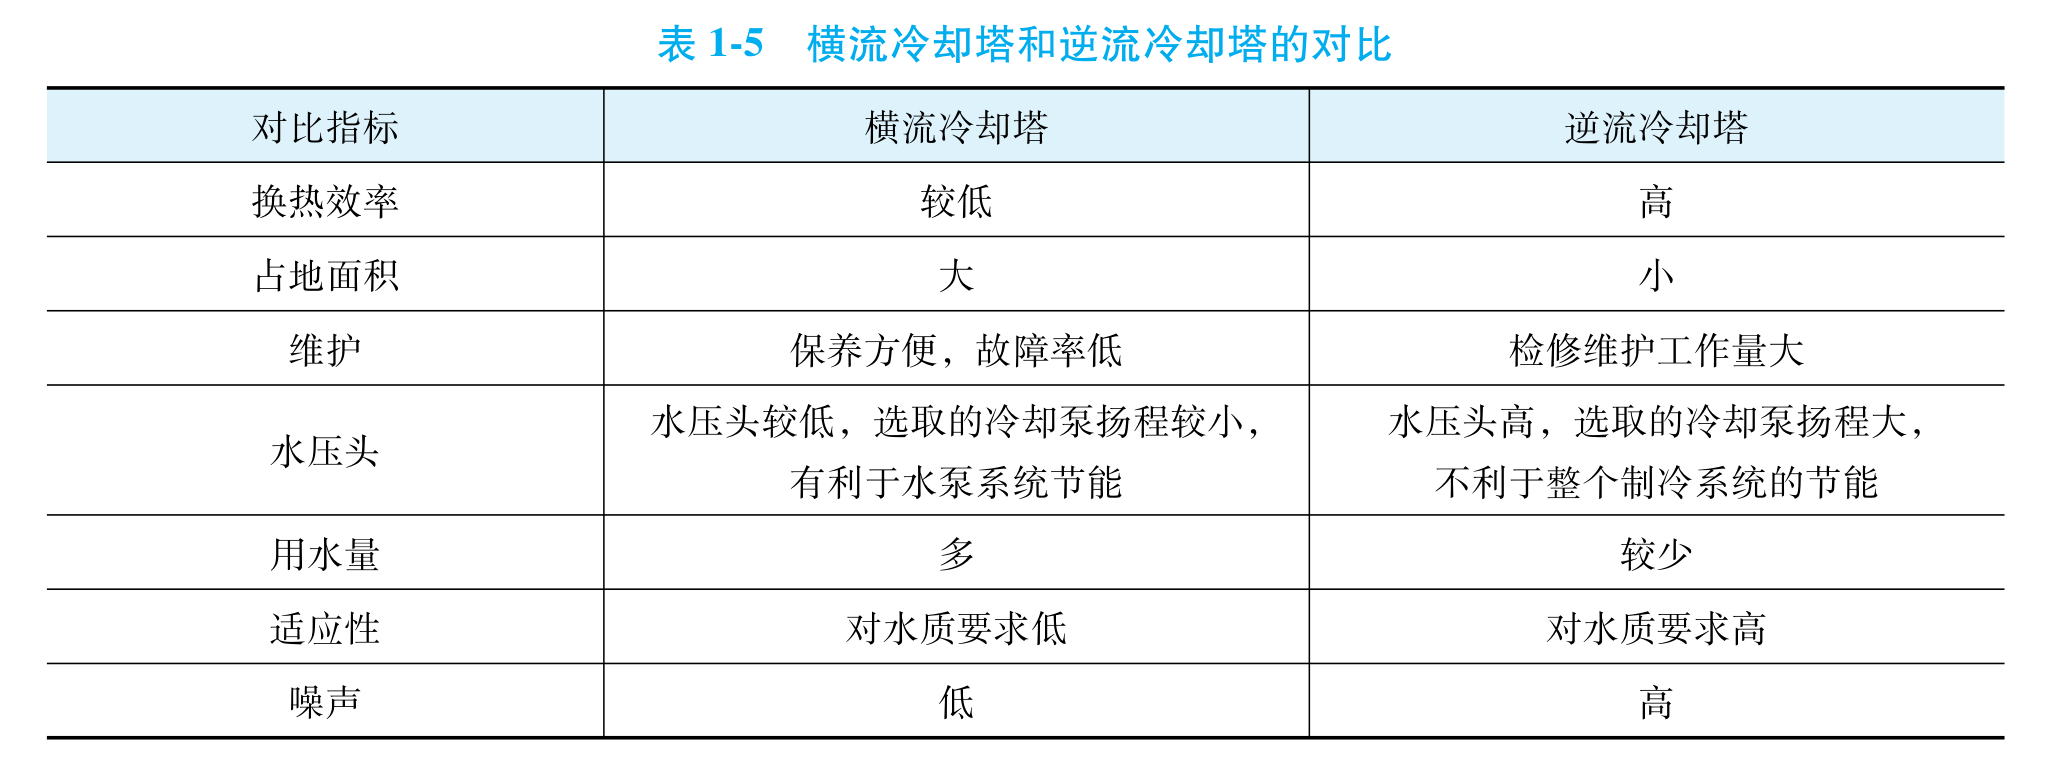 表 1-5 横流冷却塔和逆流冷却塔的对比
对比指标 横流冷却塔 逆流冷却塔
换热效率 较低 高
占地面积 大 小
维护 保养方便，故障率低 检修维护工作量大
水压头 水压头较低，选取的冷却泵扬程较小，有利于水泵系统节能 水压头高，选取的冷却泵扬程大，不利于整个制冷系统的节能
用水量 多 较少
适应性 对水质要求低 对水质要求高
噪声 低 高